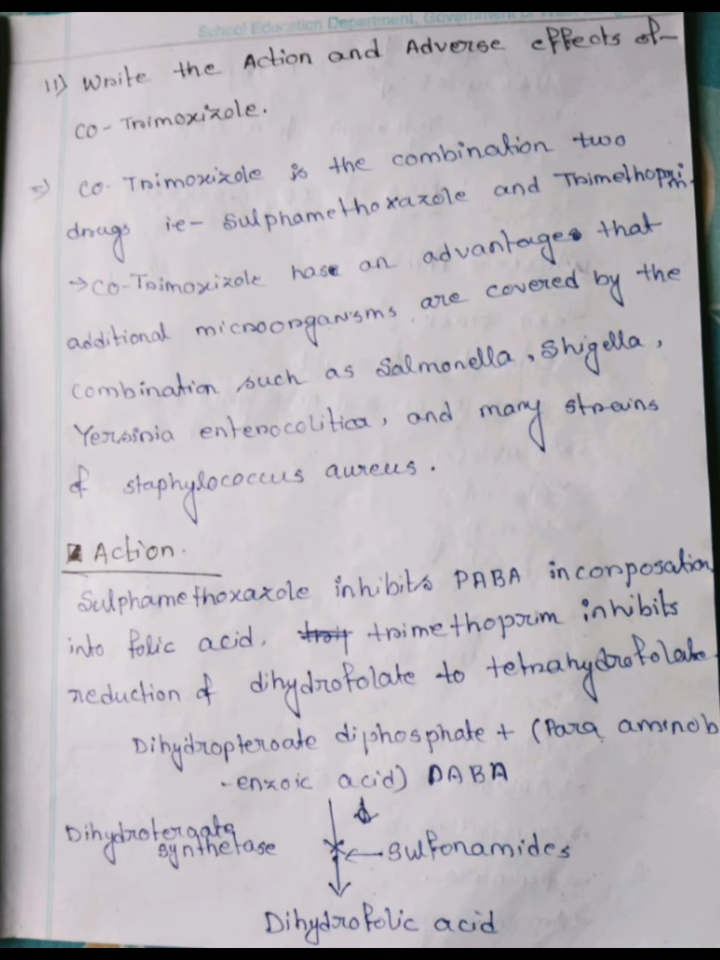 School Education Department, Government of West
11) Write the Action and Adverse effects of-
Co-Trimoxizole.
=> Co-Trimoxizole is the combination two
drugs ie- Sulphamethoxazole and Trimethoprim.
→ Co-Trimoxizole hase an advantages that
additional microorganisms are covered by the
combination such as Salmonella, Shigella,
Yersinia enterocolitica, and many strains
of staphylococcus aureus.
Action.
Sulphamethoxazole inhibits PABA incorposation
into folic acid. trimethoprim inhibits
reduction of dihydrofolate to tetrahydrofolate.
Dihydropteroate diphosphate + (Para aminob
-enzoic acid) PABA
Dihydrotergate
synthetase
←sulfonamides
Dihydrofolic acid